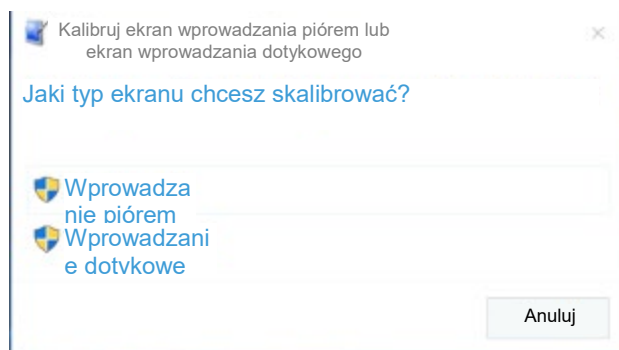 Kalibruj ekran wprowadzania piórem lub
ekran wprowadzania dotykowego
Jaki typ ekranu chcesz skalibrować?
Wprowadza
nie piórem
Wprowadzani
e dotykowe
Anuluj